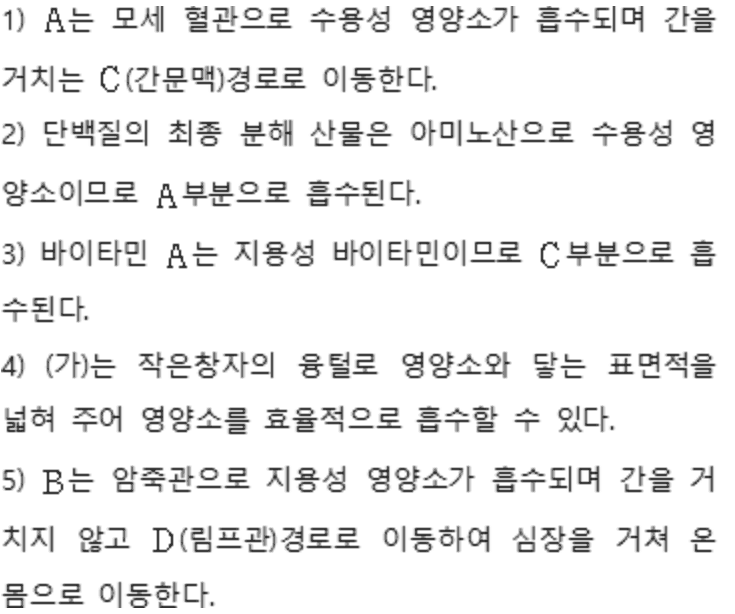 1) A는 모세 혈관으로 수용성 영양소가 흡수되며 간을
거치는 C(간문맥)경로로 이동한다.
2) 단백질의 최종 분해 산물은 아미노산으로 수용성 영
양소이므로 A부분으로 흡수된다.
3) 바이타민 A는 지용성 바이타민이므로 C부분으로 흡
수된다.
4) (가)는 작은창자의 융털로 영양소와 닿는 표면적을
넓혀 주어 영양소를 효율적으로 흡수할 수 있다.
5) B는 암죽관으로 지용성 영양소가 흡수되며 간을 거
치지 않고 D(림프관)경로로 이동하여 심장을 거쳐 온
몸으로 이동한다.